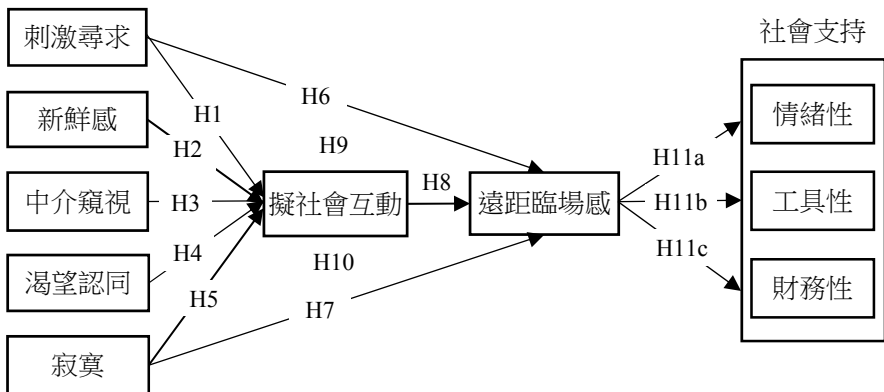 社會支持
刺激尋求
新鮮感
中介窺視
渴望認同
寂寞
H1
H2
H3
H4
H5
H6
H9
擬社會互動
H10
H7
H8
遠距臨場感
H11a
H11b
H11c
情緒性
工具性
財務性